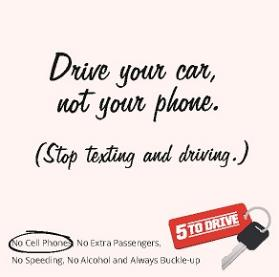 Drive your car,
not your phone.
(Stop texting and driving.)
5 TO DRIVE
No Cell Phones, No Extra Passengers,
No Speeding, No Alcohol and Always Buckle-up